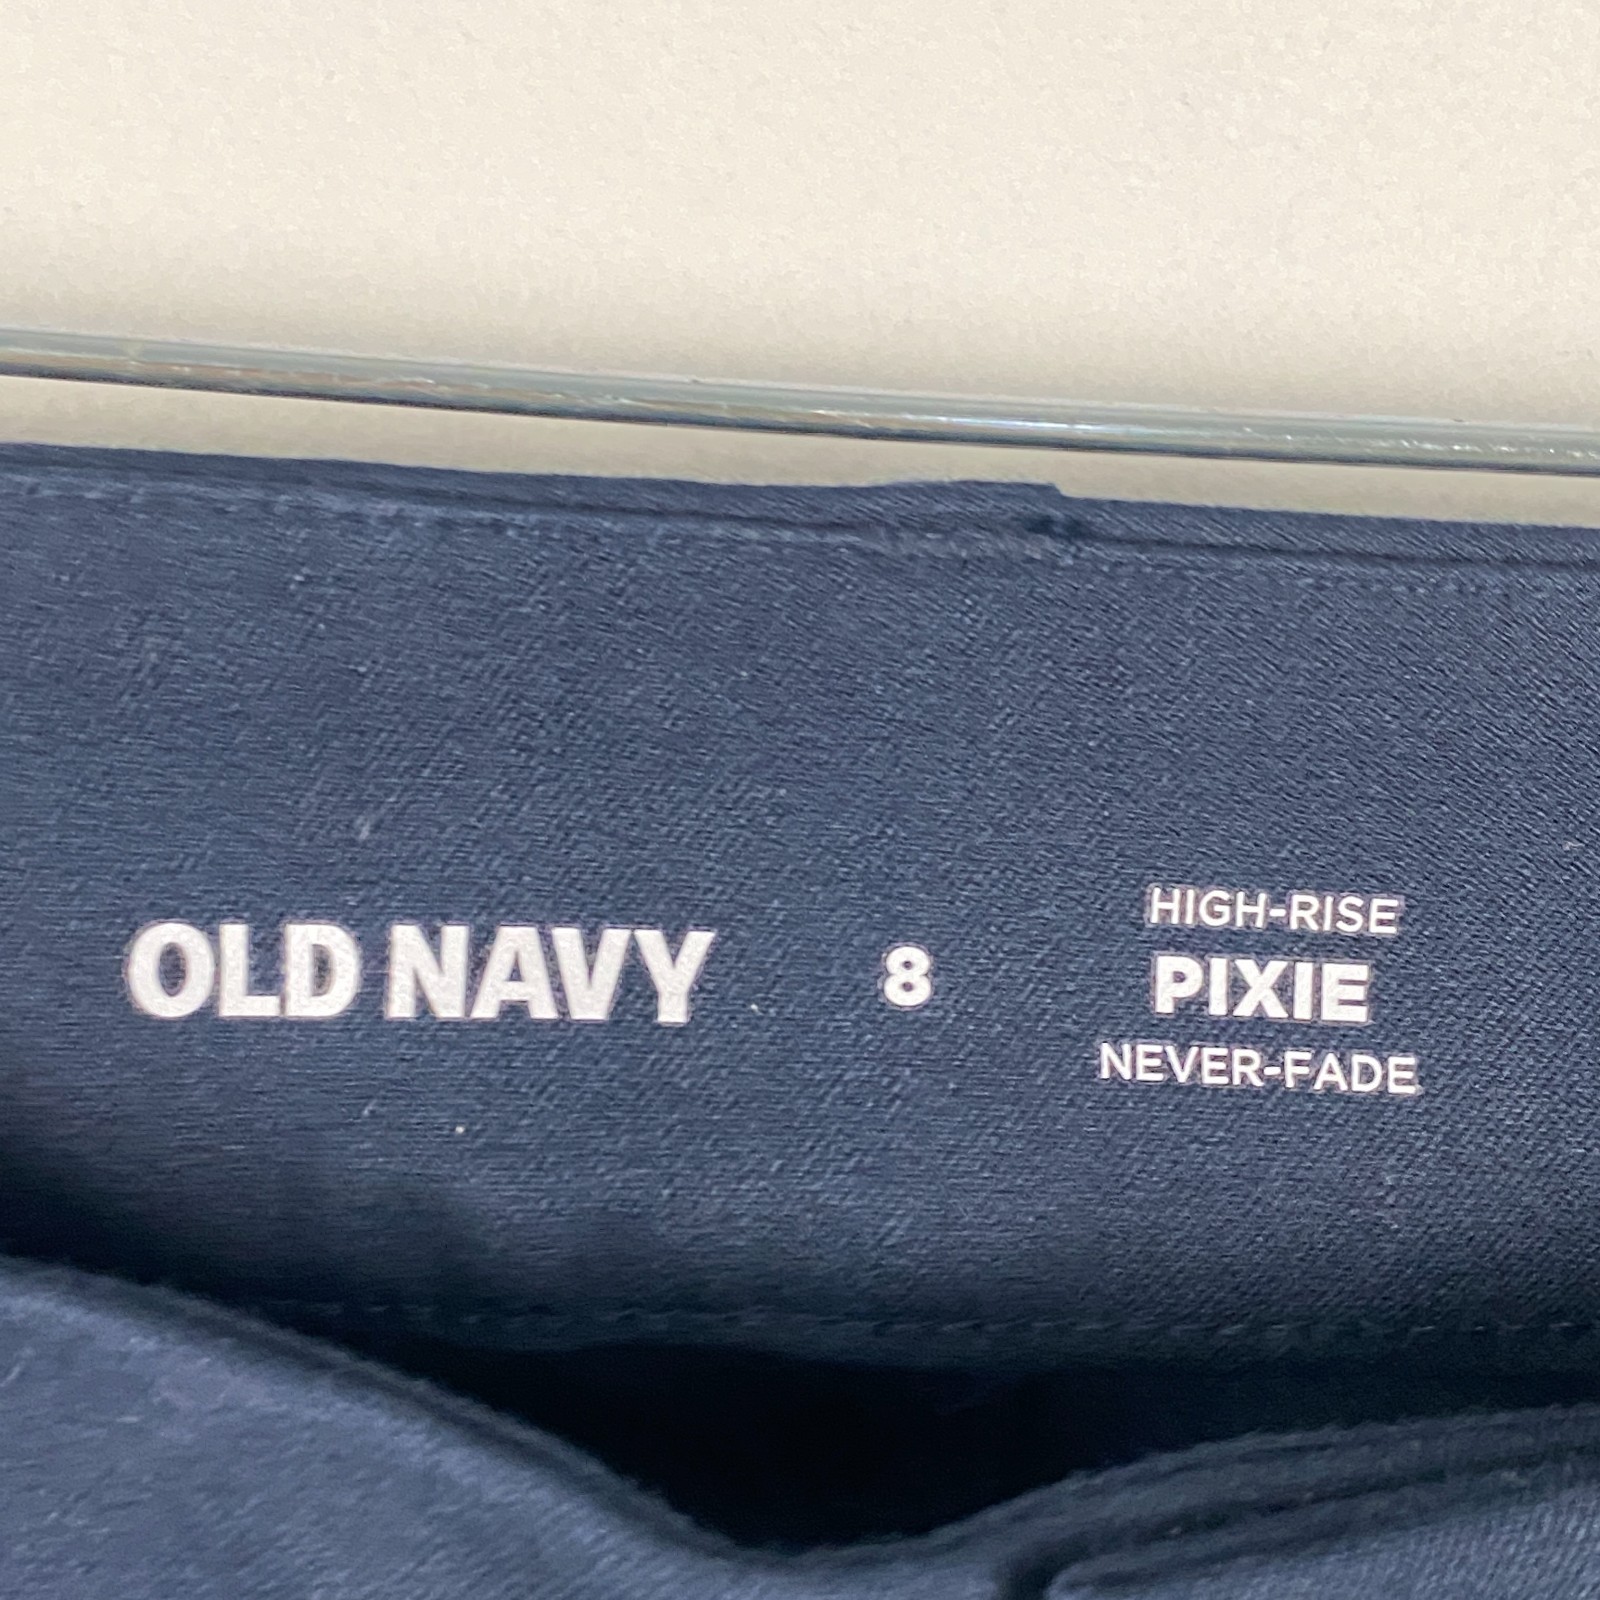 OLD NAVY
8
HIGH-RISE
PIXIE
NEVER-FADE